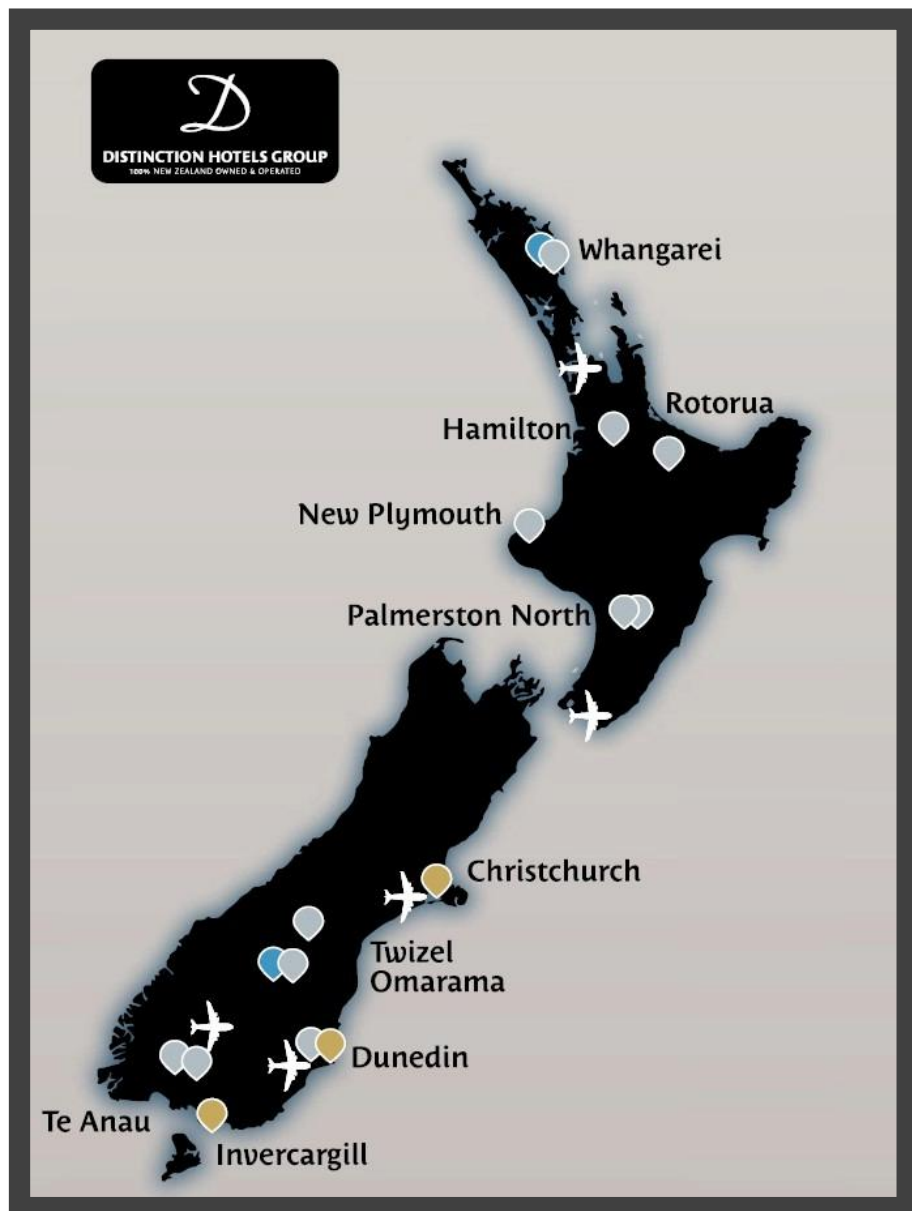 D
DISTINCTION HOTELS GROUP
100% NEW ZEALAND OWNED & OPERATED
Whangarei
Rotorua
Hamilton
New Plymouth
Palmerston North
Christchurch
Twizel
Omarama
Dunedin
Te Anau
Invercargill